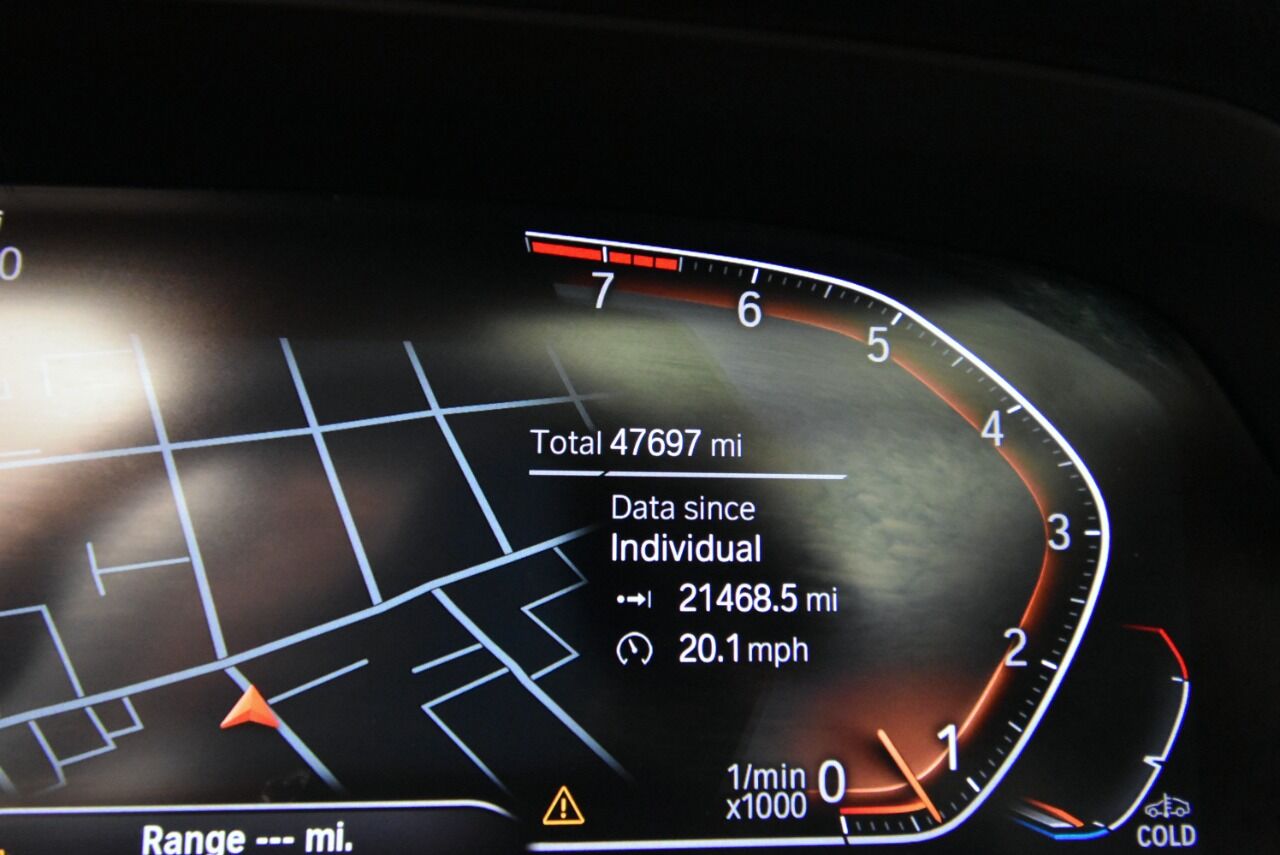 0
7
6
5
4
3
2
1
0
Total 47697 mi
Data since
Individual
21468.5 mi
20.1 mph
1/min
x1000
Range --- mi.
COLD